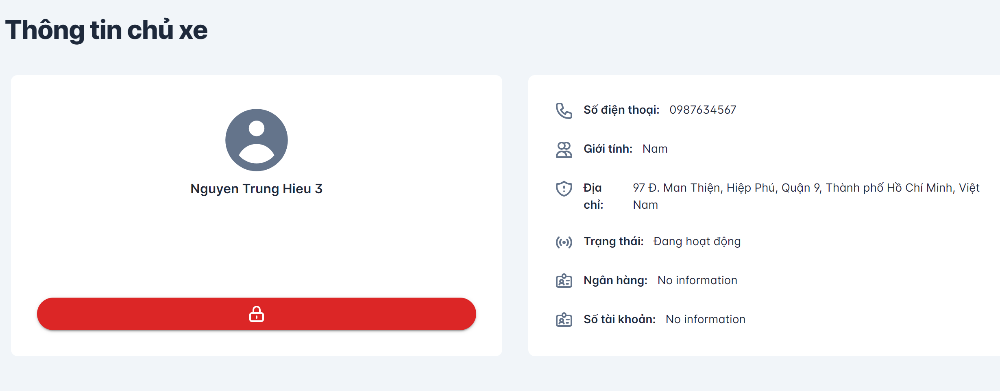 Thông tin chủ xe
Nguyen Trung Hieu 3
Số điện thoại: 0987634567
Giới tính: Nam
Địa chỉ: 97 Đ. Man Thiện, Hiệp Phú, Quận 9, Thành phố Hồ Chí Minh, Việt
Nam
Trạng thái: Đang hoạt động
Ngân hàng: No information
Số tài khoản: No information